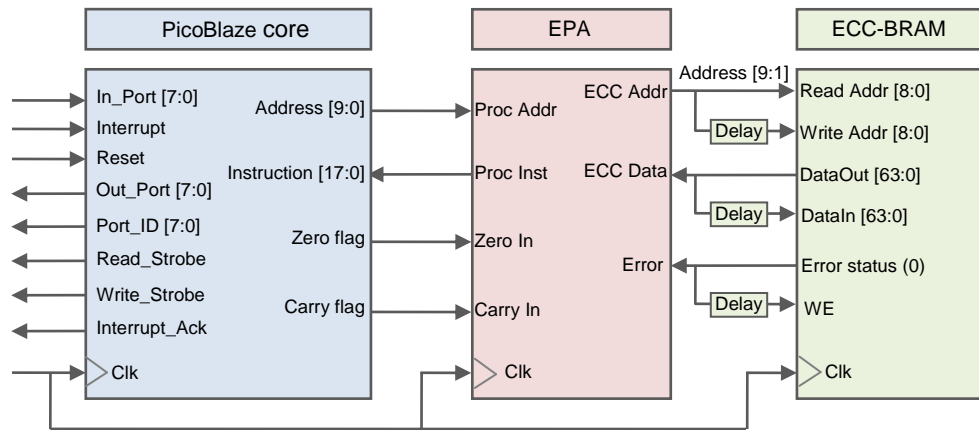 PicoBlaze core
EPA
ECC-BRAM
In_Port [7:0]
Interrupt
Reset
Out_Port [7:0]
Port_ID [7:0]
Read_Strobe
Write_Strobe
Interrupt_Ack
Clk
Address [9:0]
Instruction [17:0]
Zero flag
Carry flag
Proc Addr
Proc Inst
Zero In
Carry In
Clk
ECC Addr
ECC Data
Error
Address [9:1]
Delay
Delay
Delay
Read Addr [8:0]
Write Addr [8:0]
DataOut [63:0]
DataIn [63:0]
Error status (0)
WE
Clk